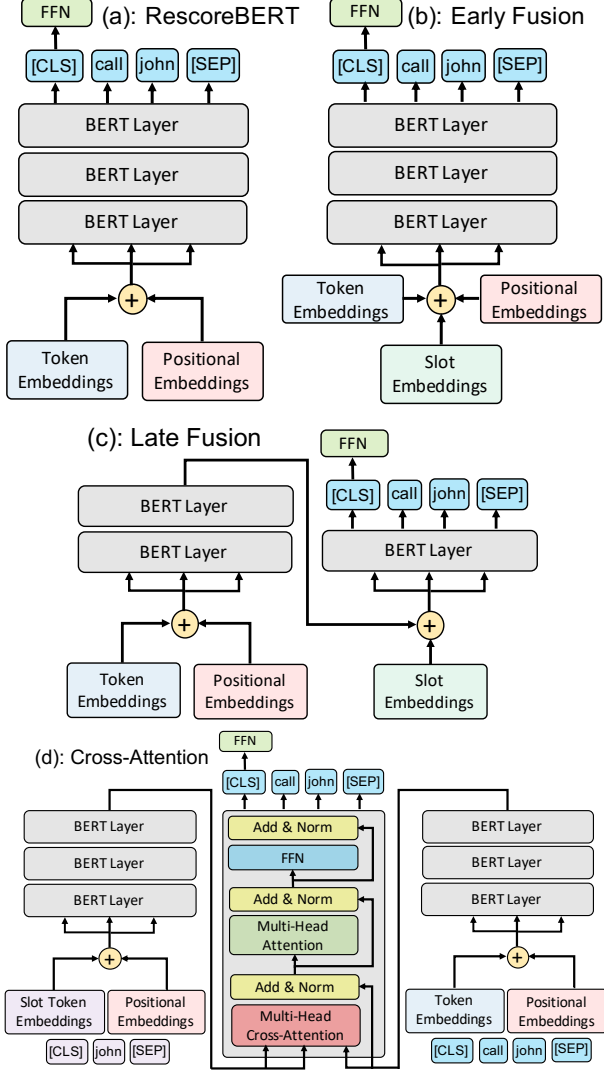 (a): RescoreBERT
FFN
[CLS] call john [SEP]
BERT Layer
BERT Layer
BERT Layer
+
Token
Embeddings
Positional
Embeddings
(b): Early Fusion
FFN
[CLS] call john [SEP]
BERT Layer
BERT Layer
BERT Layer
Token
Embeddings
+
Positional
Embeddings
Slot
Embeddings
(c): Late Fusion
BERT Layer
BERT Layer
+
Token
Embeddings
Positional
Embeddings
FFN
[CLS] call john [SEP]
BERT Layer
+
Slot
Embeddings
(d): Cross-Attention
BERT Layer
BERT Layer
BERT Layer
+
Slot Token
Embeddings
Positional
Embeddings
[CLS] john [SEP]
FFN
[CLS] call john [SEP]
Add & Norm
FFN
Add & Norm
Multi-Head
Attention
Add & Norm
Multi-Head
Cross-Attention
BERT Layer
BERT Layer
BERT Layer
+
Token
Embeddings
Positional
Embeddings
[CLS] call john [SEP]